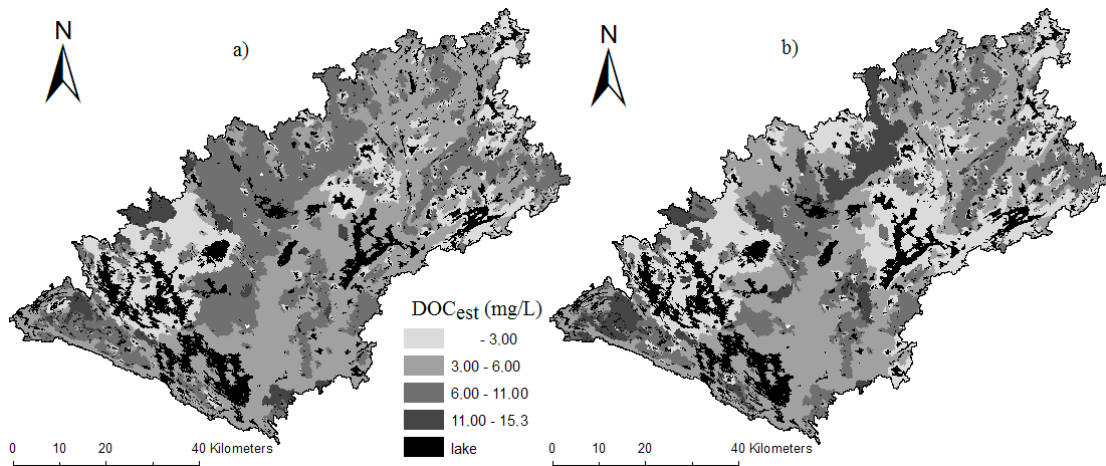 N
a)
N
b)
DOCest (mg/L)
- 3.00
3.00 - 6.00
6.00 - 11.00
11.00 - 15,3
lake
0 10 20 40 Kilometers
0 10 20 40 Kilometers